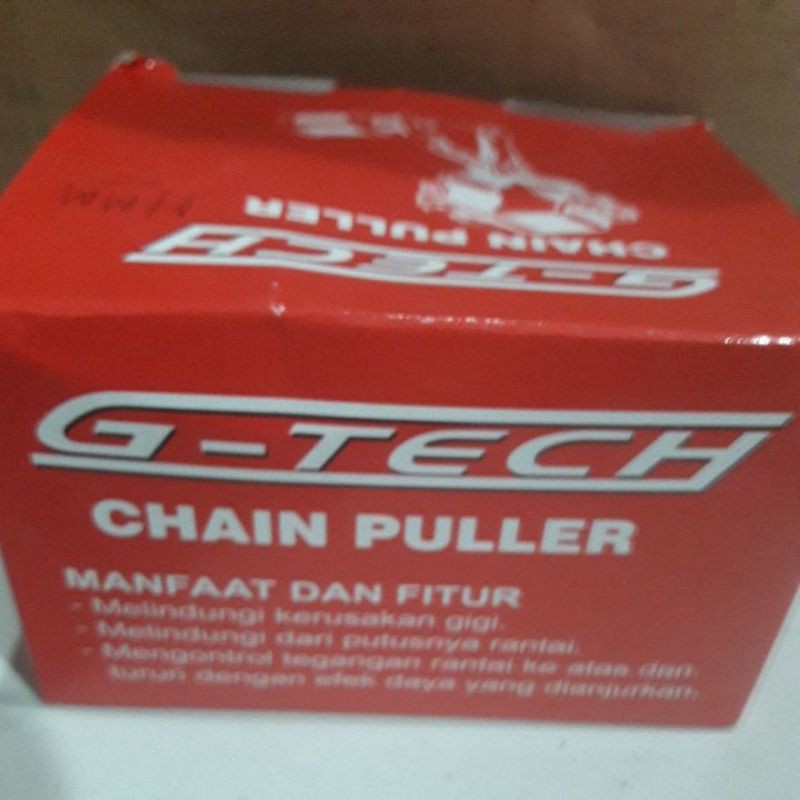 CHAIN PULLER
G-TECH
G-TECH
CHAIN PULLER
MANFAAT DAN FITUR
- Melindungi kerusakan gigi.
- Melindungi dari putusnya rantai.
- Mengontrol tegangan rantai ke atas dan
turun dengan efek daya yang dianjurkan.